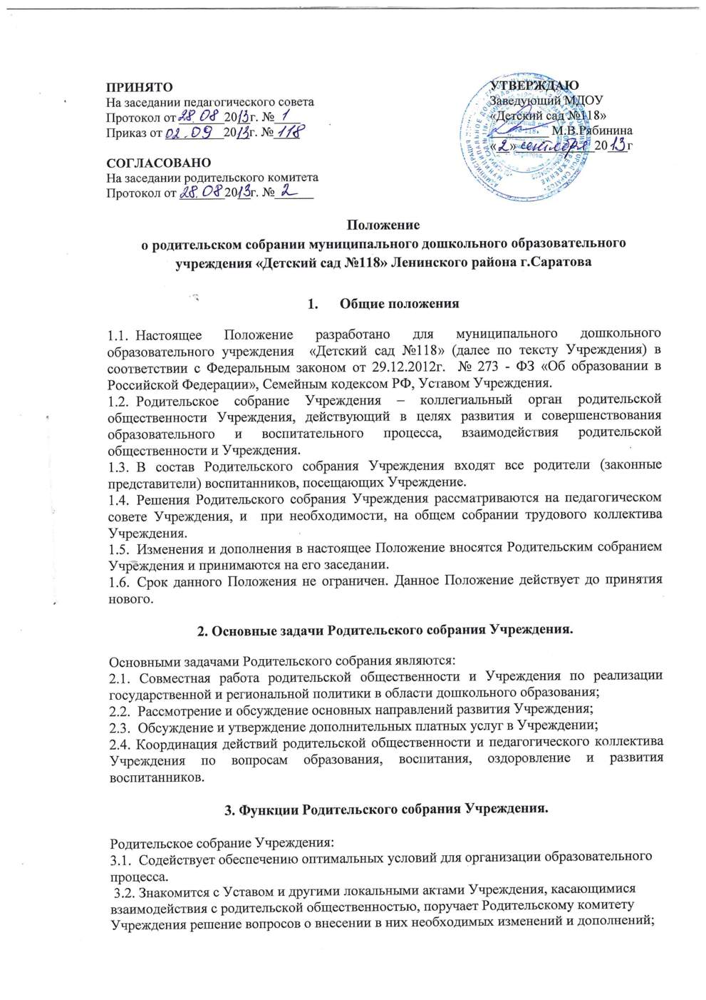 ПРИНЯТО
На заседании педагогического совета
Протокол от 28.08 2013г. № 1
Приказ от 02.09 2013г. № 118
УТВЕРЖДАЮ
Заведующий МДОУ
«Детский сад №118»
М.В.Рябинина
«2» сентября 2013г
СОГЛАСОВАНО
На заседании родительского комитета
Протокол от 28.08 2013г. № 2
Положение
о родительском собрании муниципального дошкольного образовательного
учреждения «Детский сад №118» Ленинского района г.Саратова
1. Общие положения
1.1. Настоящее Положение разработано для муниципального дошкольного
образовательного учреждения «Детский сад №118» (далее по тексту Учреждения) в
соответствии с Федеральным законом от 29.12.2012г. № 273 - ФЗ «Об образовании в
Российской Федерации», Семейным кодексом РФ, Уставом Учреждения.
1.2. Родительское собрание Учреждения – коллегиальный орган родительской
общественности Учреждения, действующий в целях развития и совершенствования
образовательного и воспитательного процесса, взаимодействия родительской
общественности и Учреждения.
1.3. В состав Родительского собрания Учреждения входят все родители (законные
представители) воспитанников, посещающих Учреждение.
1.4. Решения Родительского собрания Учреждения рассматриваются на педагогическом
совете Учреждения, и при необходимости, на общем собрании трудового коллектива
Учреждения.
1.5. Изменения и дополнения в настоящее Положение вносятся Родительским собранием
Учреждения и принимаются на его заседании.
1.6. Срок данного Положения не ограничен. Данное Положение действует до принятия
нового.
2. Основные задачи Родительского собрания Учреждения.
Основными задачами Родительского собрания являются:
2.1. Совместная работа родительской общественности и Учреждения по реализации
государственной и региональной политики в области дошкольного образования;
2.2. Рассмотрение и обсуждение основных направлений развития Учреждения;
2.3. Обсуждение и утверждение дополнительных платных услуг в Учреждении;
2.4. Координация действий родительской общественности и педагогического коллектива
Учреждения по вопросам образования, воспитания, оздоровление и развития
воспитанников.
3. Функции Родительского собрания Учреждения.
Родительское собрание Учреждения:
3.1. Содействует обеспечению оптимальных условий для организации образовательного
процесса.
3.2. Знакомится с Уставом и другими локальными актами Учреждения, касающимися
взаимодействия с родительской общественностью, поручает Родительскому комитету
Учреждения решение вопросов о внесении в них необходимых изменений и дополнений;